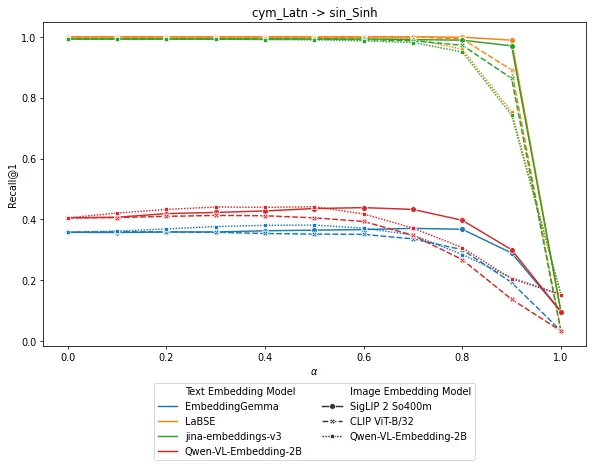 cym_Latn -> sin_Sinh
Recall@1
1.0
0.8
0.6
0.4
0.2
0.0
0.0 0.2 0.4 0.6 0.8 1.0
α
Text Embedding Model
EmbeddingGemma
LaBSE
jina-embeddings-v3
Qwen-VL-Embedding-2B
Image Embedding Model
SigLIP 2 So400m
CLIP ViT-B/32
Qwen-VL-Embedding-2B